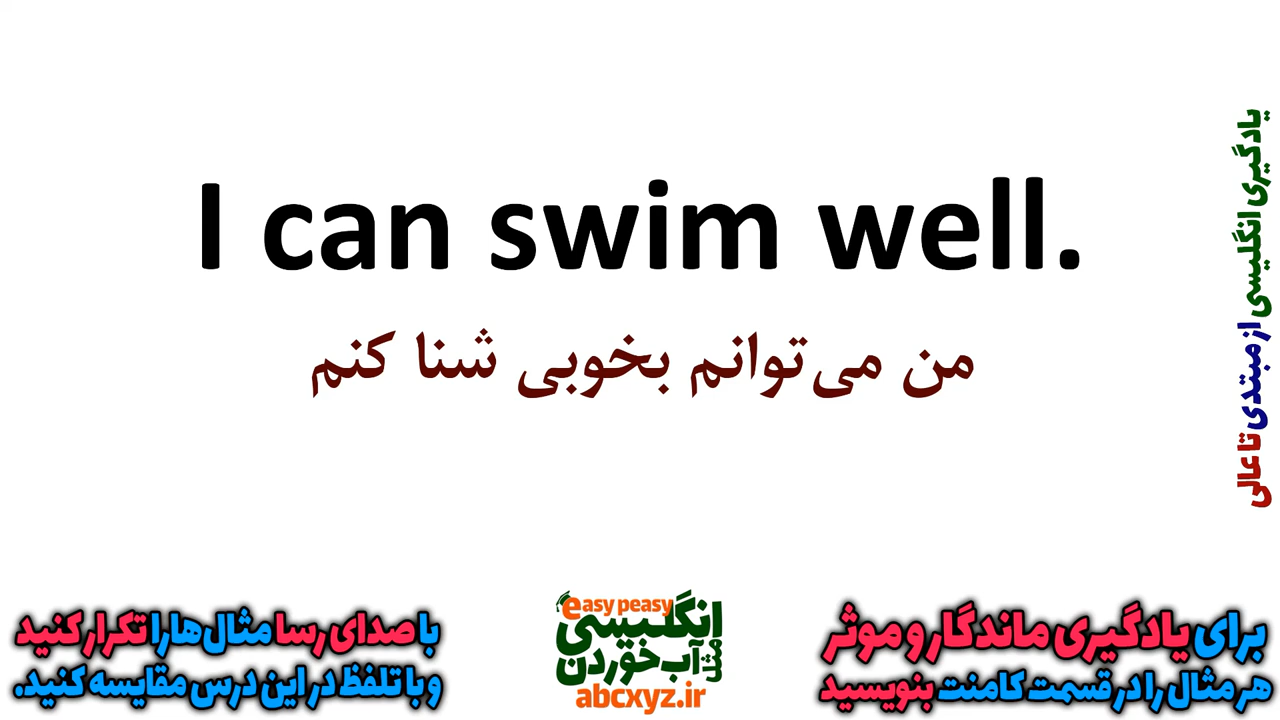 I can swim well.
من می‌توانم بخوبی شنا کنم
یادگیری انگلیسی از مبتدی تا عالی
برای یادگیری ماندگار و موثر
هر مثال را در قسمت کامنت بنویسید
easy peasy
انگلیسی
مثل
آب خوردن
abcxyz.ir
با صدای رسا مثال‌ها را تکرار کنید
و با تلفظ در این درس مقایسه کنید.